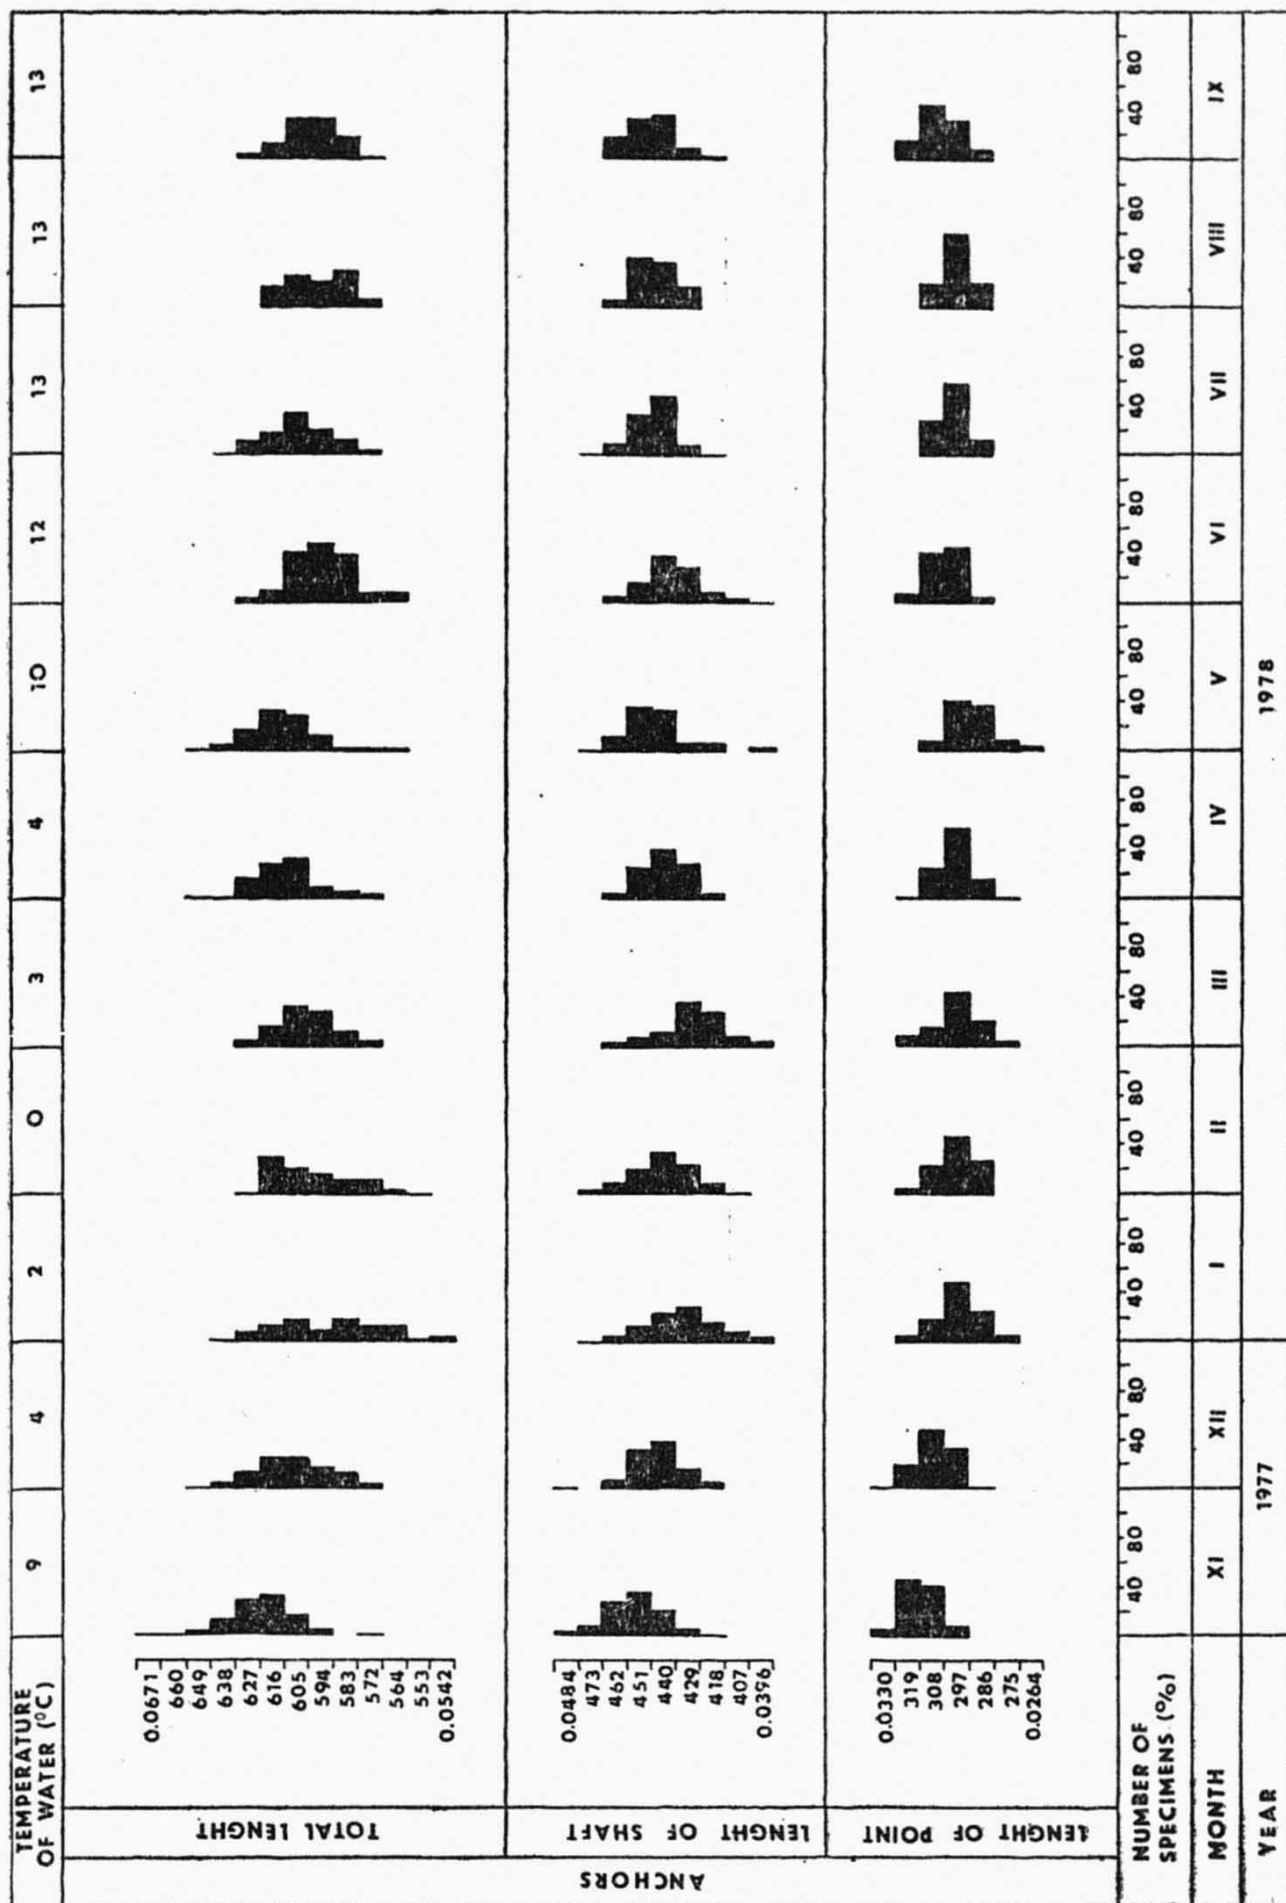 TEMPERATURE
OF WATER (°C)
9 4 2 0 3 4 10 12 13 13 13
ANCHORS
TOTAL LENGHT
0.0671
660
649
638
627
616
605
594
583
572
564
553
0.0542
LENGHT OF SHAFT
0.0484
473
462
451
440
429
418
407
0.0396
LENGHT OF POINT
0.0330
319
308
297
286
275
0.0264
NUMBER OF
SPECIMENS (%)
40 80 40 80 40 80 40 80 40 80 40 80 40 80 40 80 40 80 40 80 40 80
MONTH
XI XII I II III IV V VI VII VIII IX
YEAR
1977 1978